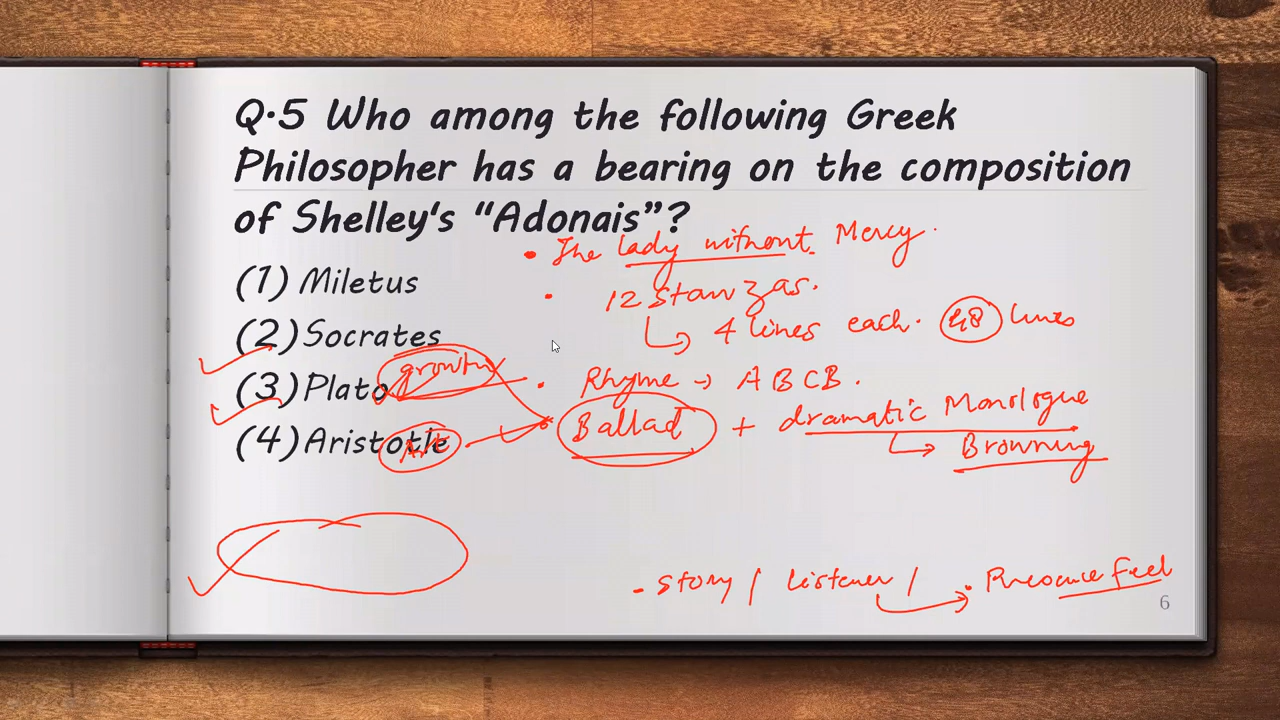 Q.5 Who among the following Greek
Philosopher has a bearing on the composition
of Shelley's “Adonais”?
• The lady without Mercy.
(1) Miletus
• 12 stanzas.
↳ 4 lines each. 48 lines
(2) Socrates
growth
• Rhyme → ABCB.
(3) Plato
Ballad + dramatic Monologue
(4) Aristotle
Art
↳ Browning
• story / listener / • Presence feel
6